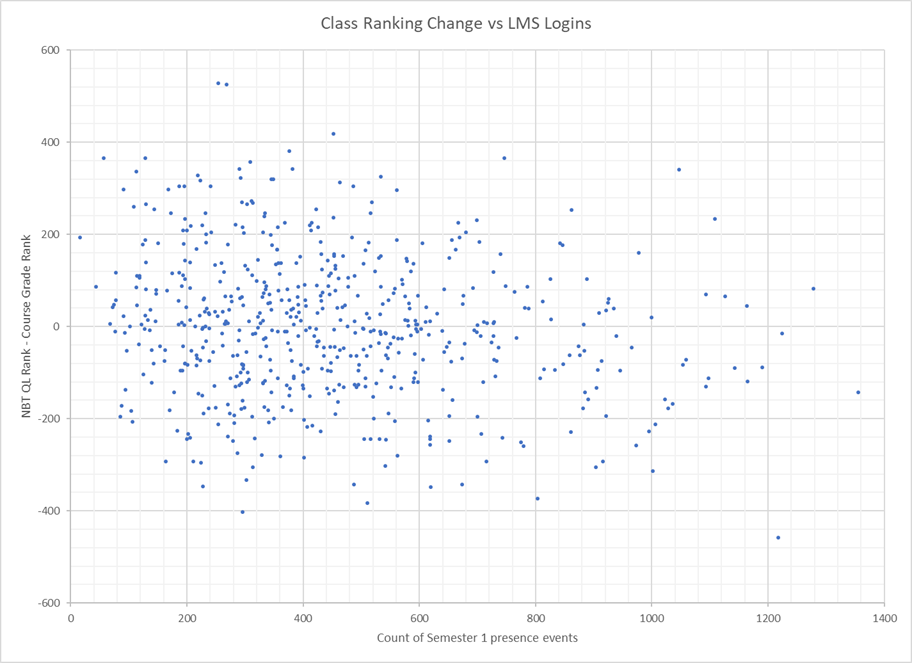 Class Ranking Change vs LMS Logins
600
400
200
0
-200
-400
-600
NBT QL Rank - Course Grade Rank
0 200 400 600 800 1000 1200 1400
Count of Semester 1 presence events